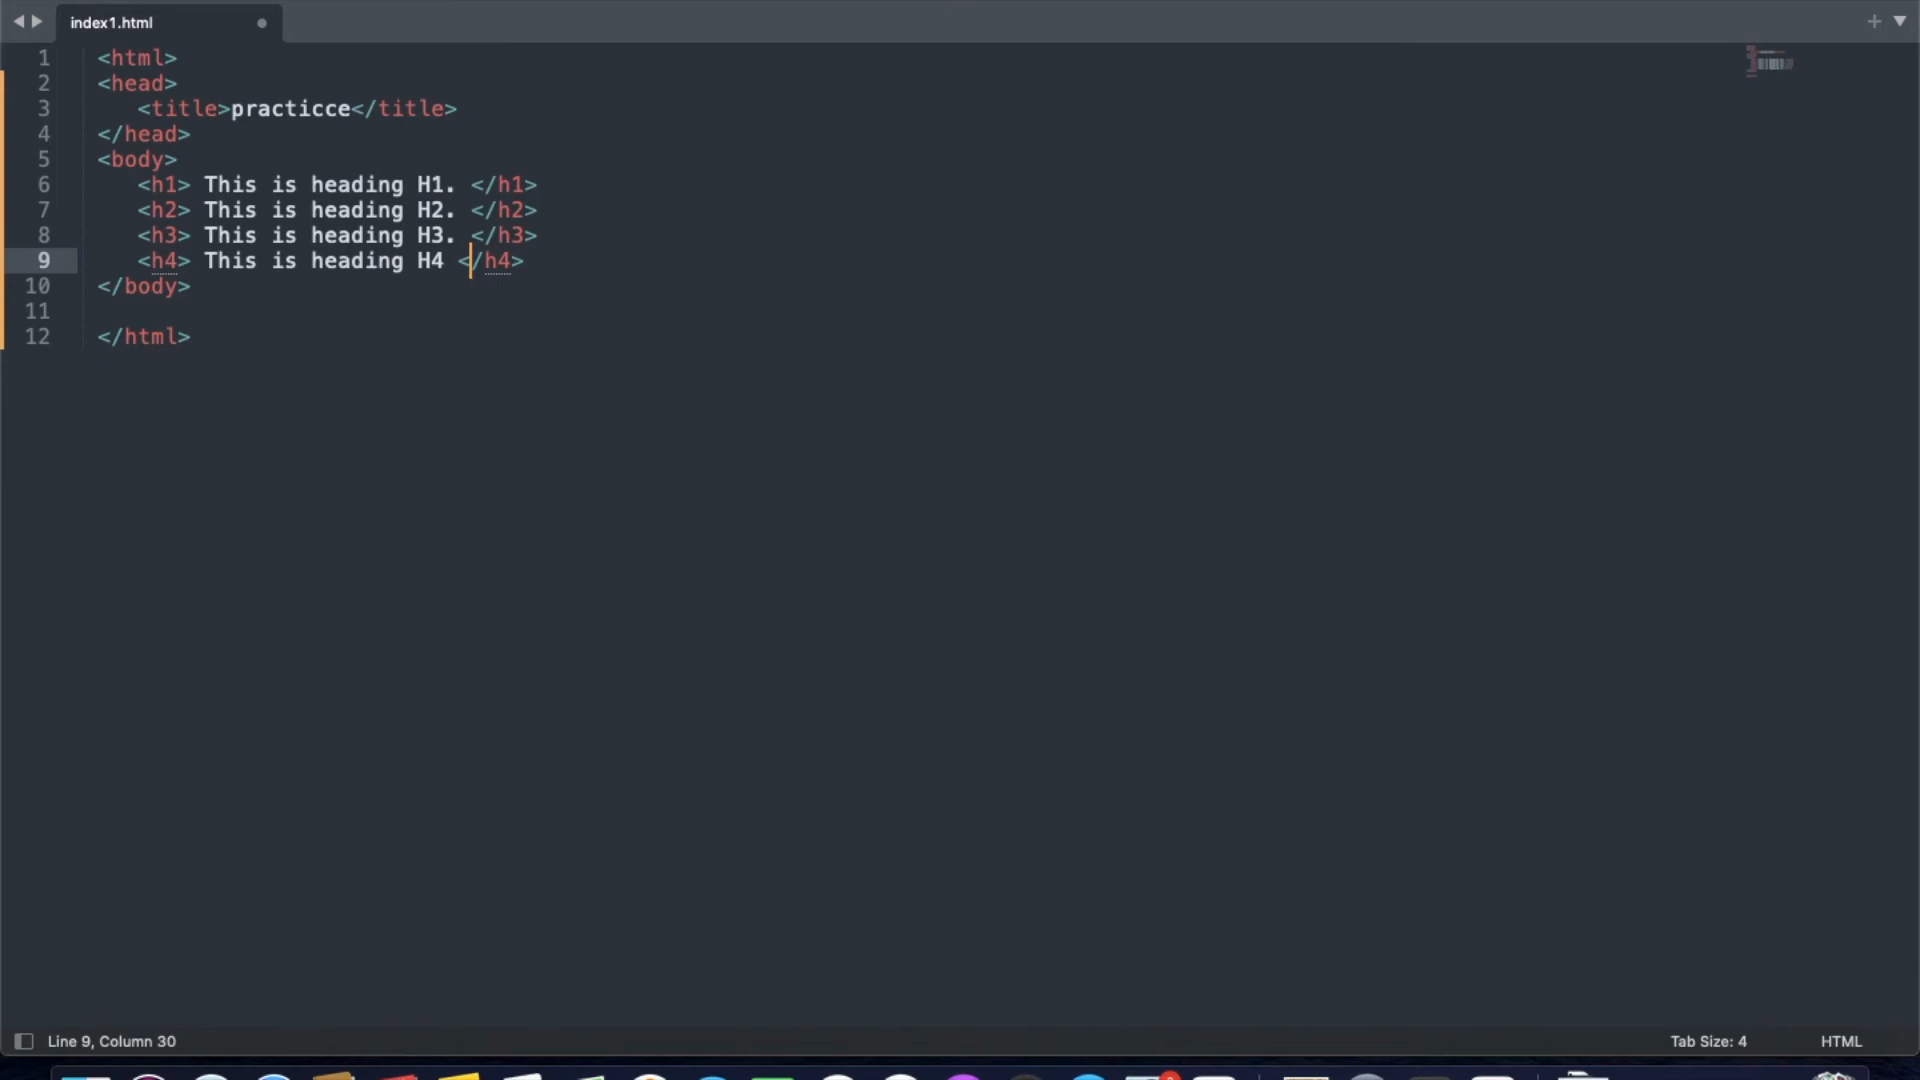 index1.html
1 <html>
2 <head>
3 <title>practicce</title>
4 </head>
5 <body>
6 <h1> This is heading H1. </h1>
7 <h2> This is heading H2. </h2>
8 <h3> This is heading H3. </h3>
9 <h4> This is heading H4 </h4>
10 </body>
11
12 </html>
Line 9, Column 30
Tab Size: 4
HTML